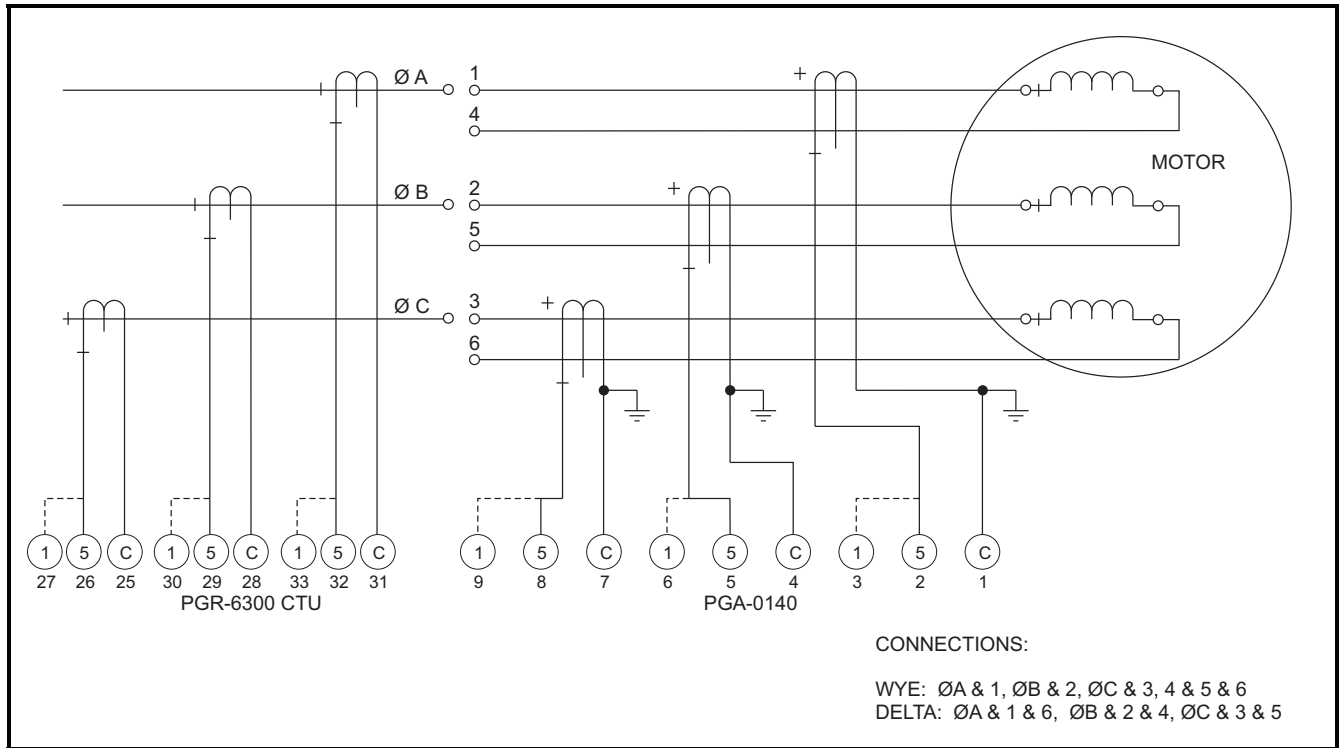 Ø A
1
4
MOTOR
Ø B
2
5
Ø C
3
6
1 5 C 1 5 C 1 5 C 1 5 C 1 5 C 1 5 C
27 26 25 30 29 28 33 32 31 9 8 7 6 5 4 3 2 1
PGR-6300 CTU PGA-0140
CONNECTIONS:
WYE: ØA & 1, ØB & 2, ØC & 3, 4 & 5 & 6
DELTA: ØA & 1 & 6, ØB & 2 & 4, ØC & 3 & 5